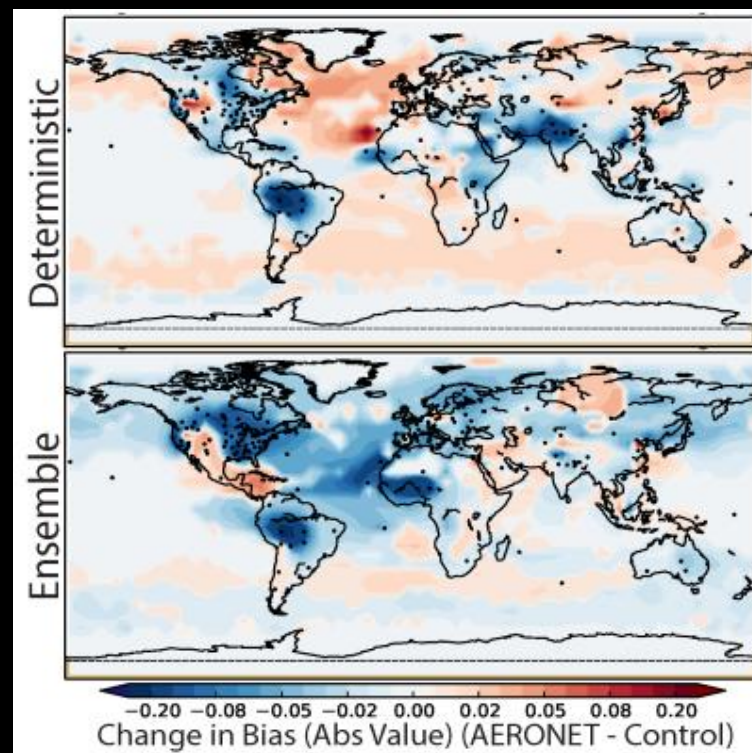 Deterministic
Ensemble
−0.20 −0.08 −0.05 −0.02 0.00 0.02 0.05 0.08 0.20
Change in Bias (Abs Value) (AERONET - Control)